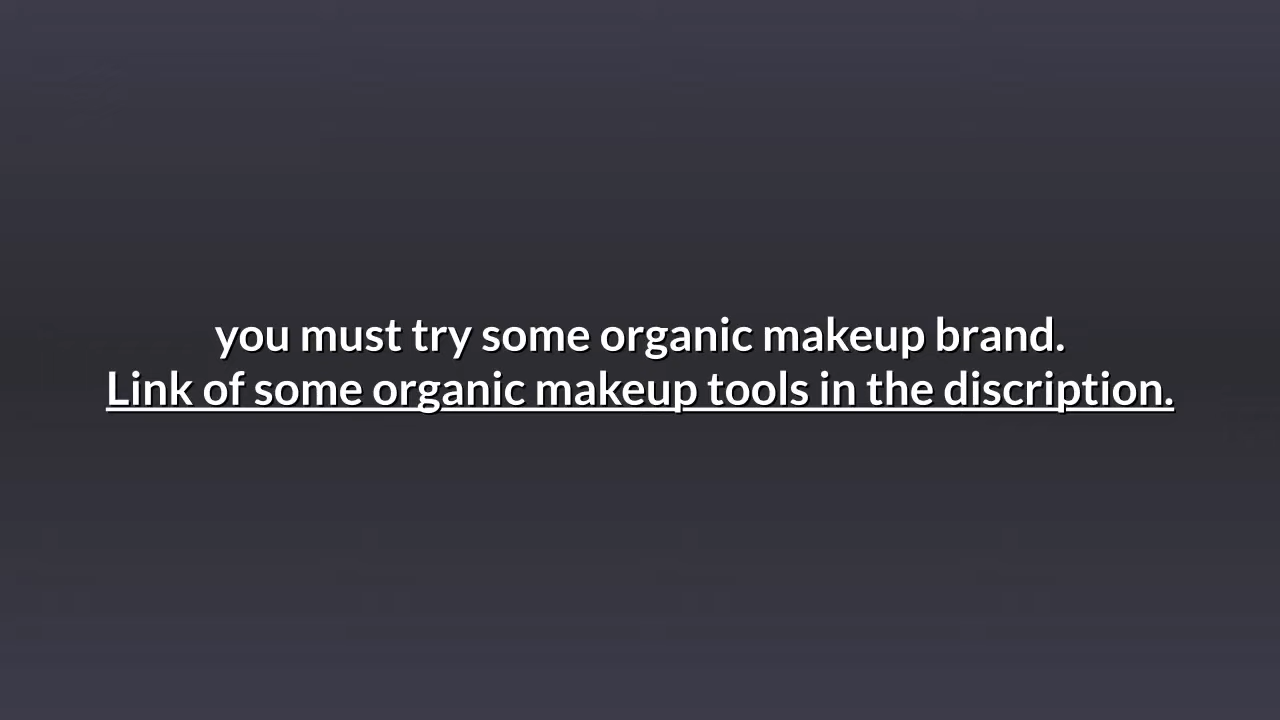 you must try some organic makeup brand.
Link of some organic makeup tools in the discription.